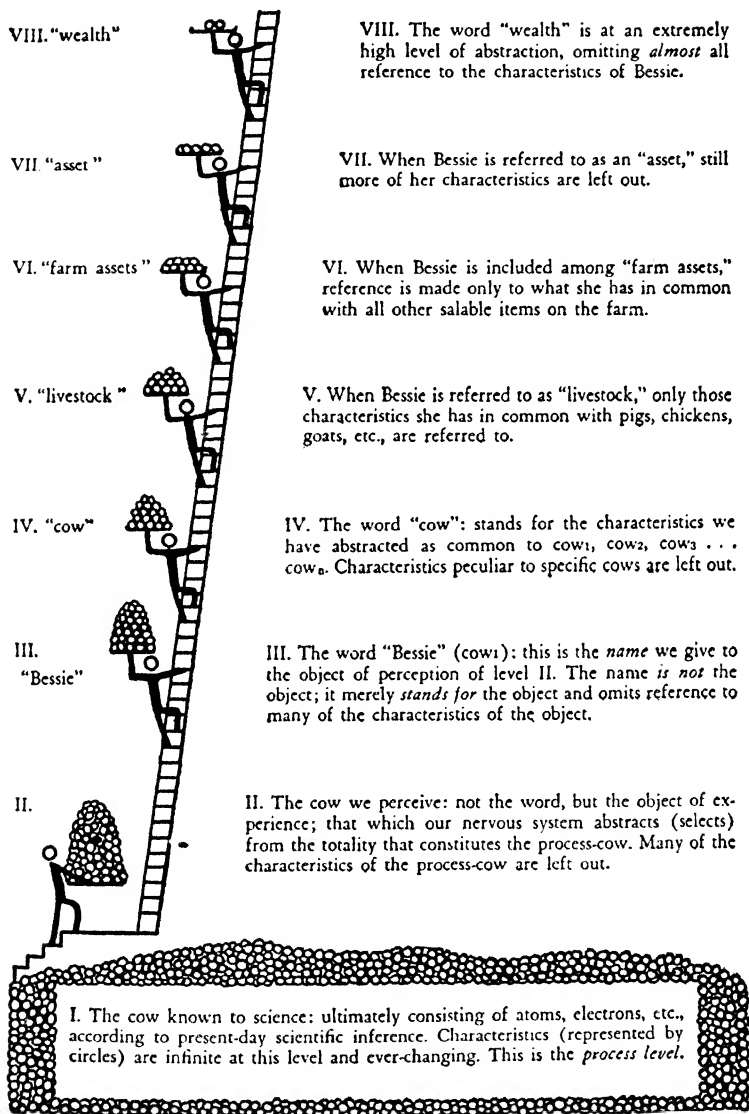 VIII. "wealth"
VIII. The word "wealth" is at an extremely
high level of abstraction, omitting almost all
reference to the characteristics of Bessie.
VII. "asset"
VII. When Bessie is referred to as an "asset," still
more of her characteristics are left out.
VI. "farm assets"
VI. When Bessie is included among "farm assets,"
reference is made only to what she has in common
with all other salable items on the farm.
V. "livestock"
V. When Bessie is referred to as "livestock," only those
characteristics she has in common with pigs, chickens,
goats, etc., are referred to.
IV. "cow"
IV. The word "cow": stands for the characteristics we
have abstracted as common to cow₁, cow₂, cow₃ . . .
cowₙ. Characteristics peculiar to specific cows are left out.
III.
"Bessie"
III. The word "Bessie" (cow₁): this is the name we give to
the object of perception of level II. The name is not the
object; it merely stands for the object and omits reference to
many of the characteristics of the object.
II.
II. The cow we perceive: not the word, but the object of ex-
perience; that which our nervous system abstracts (selects)
from the totality that constitutes the process-cow. Many of the
characteristics of the process-cow are left out.
I. The cow known to science: ultimately consisting of atoms, electrons, etc.,
according to present-day scientific inference. Characteristics (represented by
circles) are infinite at this level and ever-changing. This is the process level.